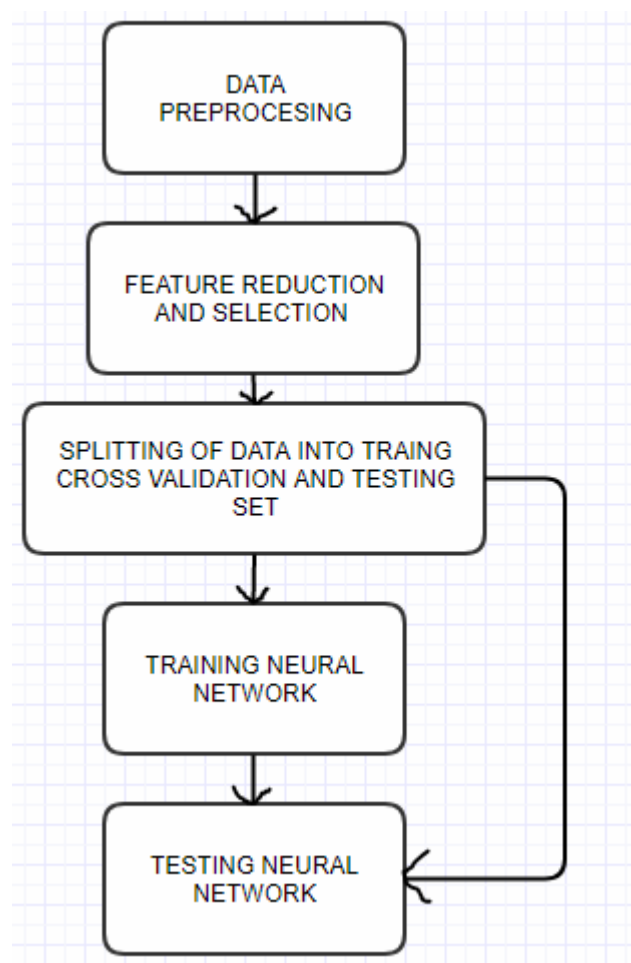 DATA
PREPROCESING
FEATURE REDUCTION
AND SELECTION
SPLITTING OF DATA INTO TRAING
CROSS VALIDATION AND TESTING
SET
TRAINING NEURAL
NETWORK
TESTING NEURAL
NETWORK